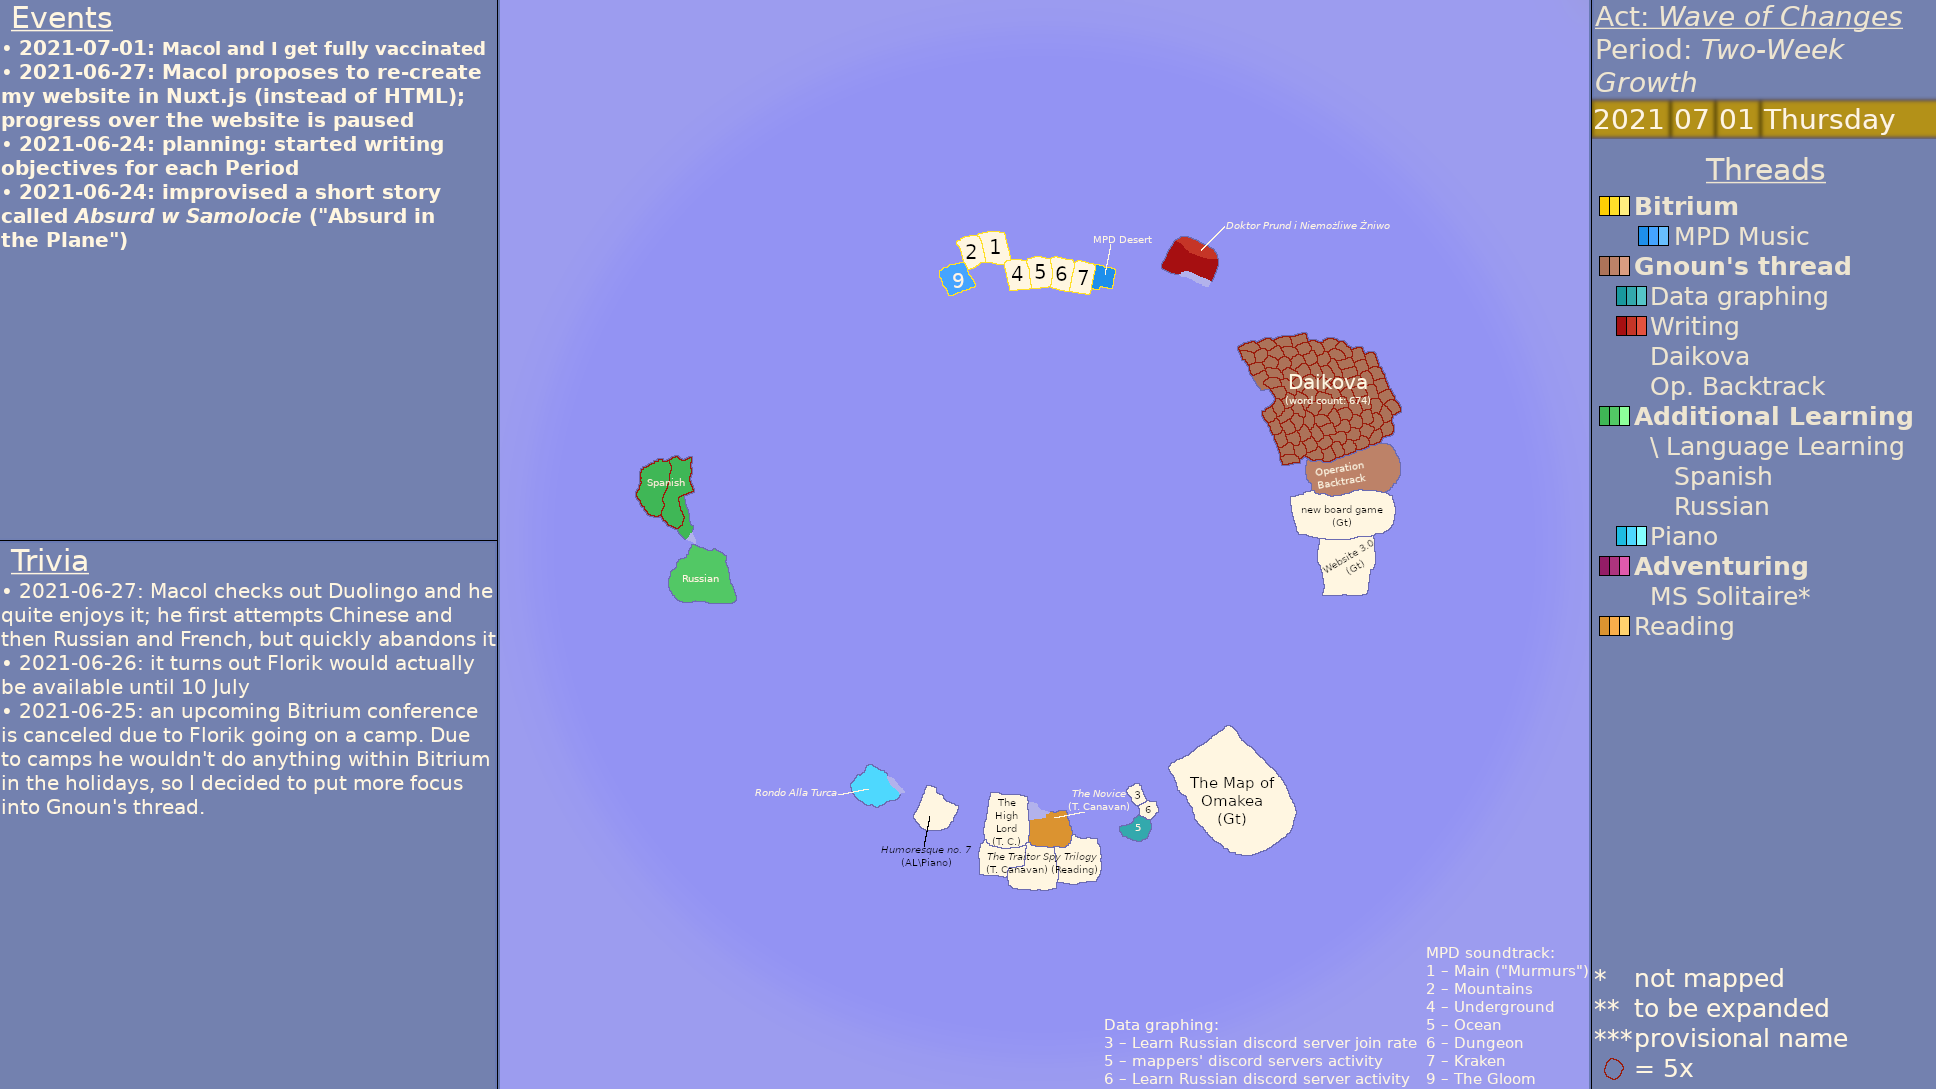 Events
• 2021-07-01: Macol and I get fully vaccinated
• 2021-06-27: Macol proposes to re-create
my website in Nuxt.js (instead of HTML);
progress over the website is paused
• 2021-06-24: planning: started writing
objectives for each Period
• 2021-06-24: improvised a short story
called Absurd w Samolocie ("Absurd in
the Plane")
Trivia
• 2021-06-27: Macol checks out Duolingo and he
quite enjoys it; he first attempts Chinese and
then Russian and French, but quickly abandons it
• 2021-06-26: it turns out Florik would actually
be available until 10 July
• 2021-06-25: an upcoming Bitrium conference
is canceled due to Florik going on a camp. Due
to camps he wouldn't do anything within Bitrium
in the holidays, so I decided to put more focus
into Gnoun's thread.
Doktor Prund i Niemożliwe Żniwo
MPD Desert
2
1
9
4
5
6
7
Daikova
(word count: 674)
Operation
Backtrack
new board game
(Gt)
Website 3.0
(Gt)
Spanish
Russian
Rondo Alla Turca
Humoresque no. 7
(AL\Piano)
The
High
Lord
(T. C.)
The Novice
(T. Canavan)
The Traitor Spy Trilogy
(T. Canavan) (Reading)
3
6
5
The Map of
Omakea
(Gt)
Data graphing:
3 – Learn Russian discord server join rate
5 – mappers' discord servers activity
6 – Learn Russian discord server activity
MPD soundtrack:
1 – Main ("Murmurs")
2 – Mountains
4 – Underground
5 – Ocean
6 – Dungeon
7 – Kraken
9 – The Gloom
Act: Wave of Changes
Period: Two-Week
Growth
2021 07 01 Thursday
Threads
Bitrium
MPD Music
Gnoun's thread
Data graphing
Writing
Daikova
Op. Backtrack
Additional Learning
\ Language Learning
Spanish
Russian
Piano
Adventuring
MS Solitaire*
Reading
* not mapped
** to be expanded
*** provisional name
= 5x